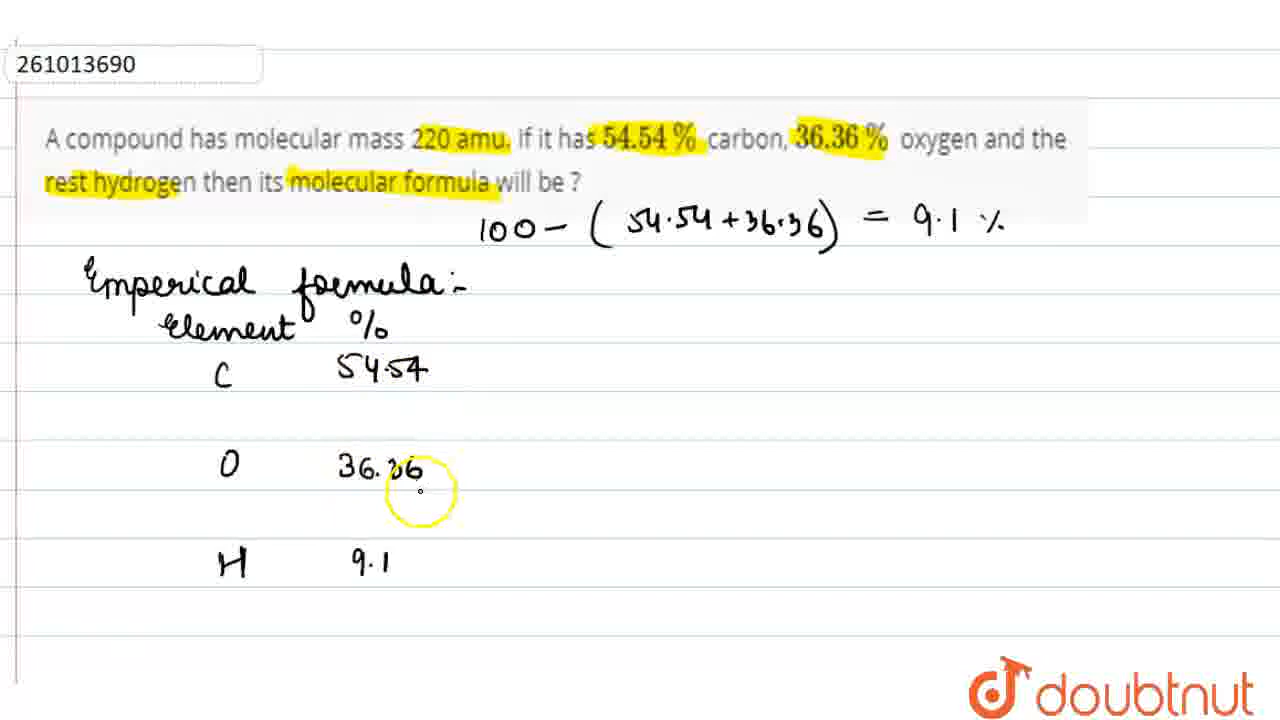 261013690
A compound has molecular mass 220 amu. If it has 54.54 % carbon, 36.36 % oxygen and the
rest hydrogen then its molecular formula will be ?
100 - ( 54.54 + 36.36 ) = 9.1 %
Emperical formula :-
Element %
C 54.54
O 36.36
H 9.1
doubtnut